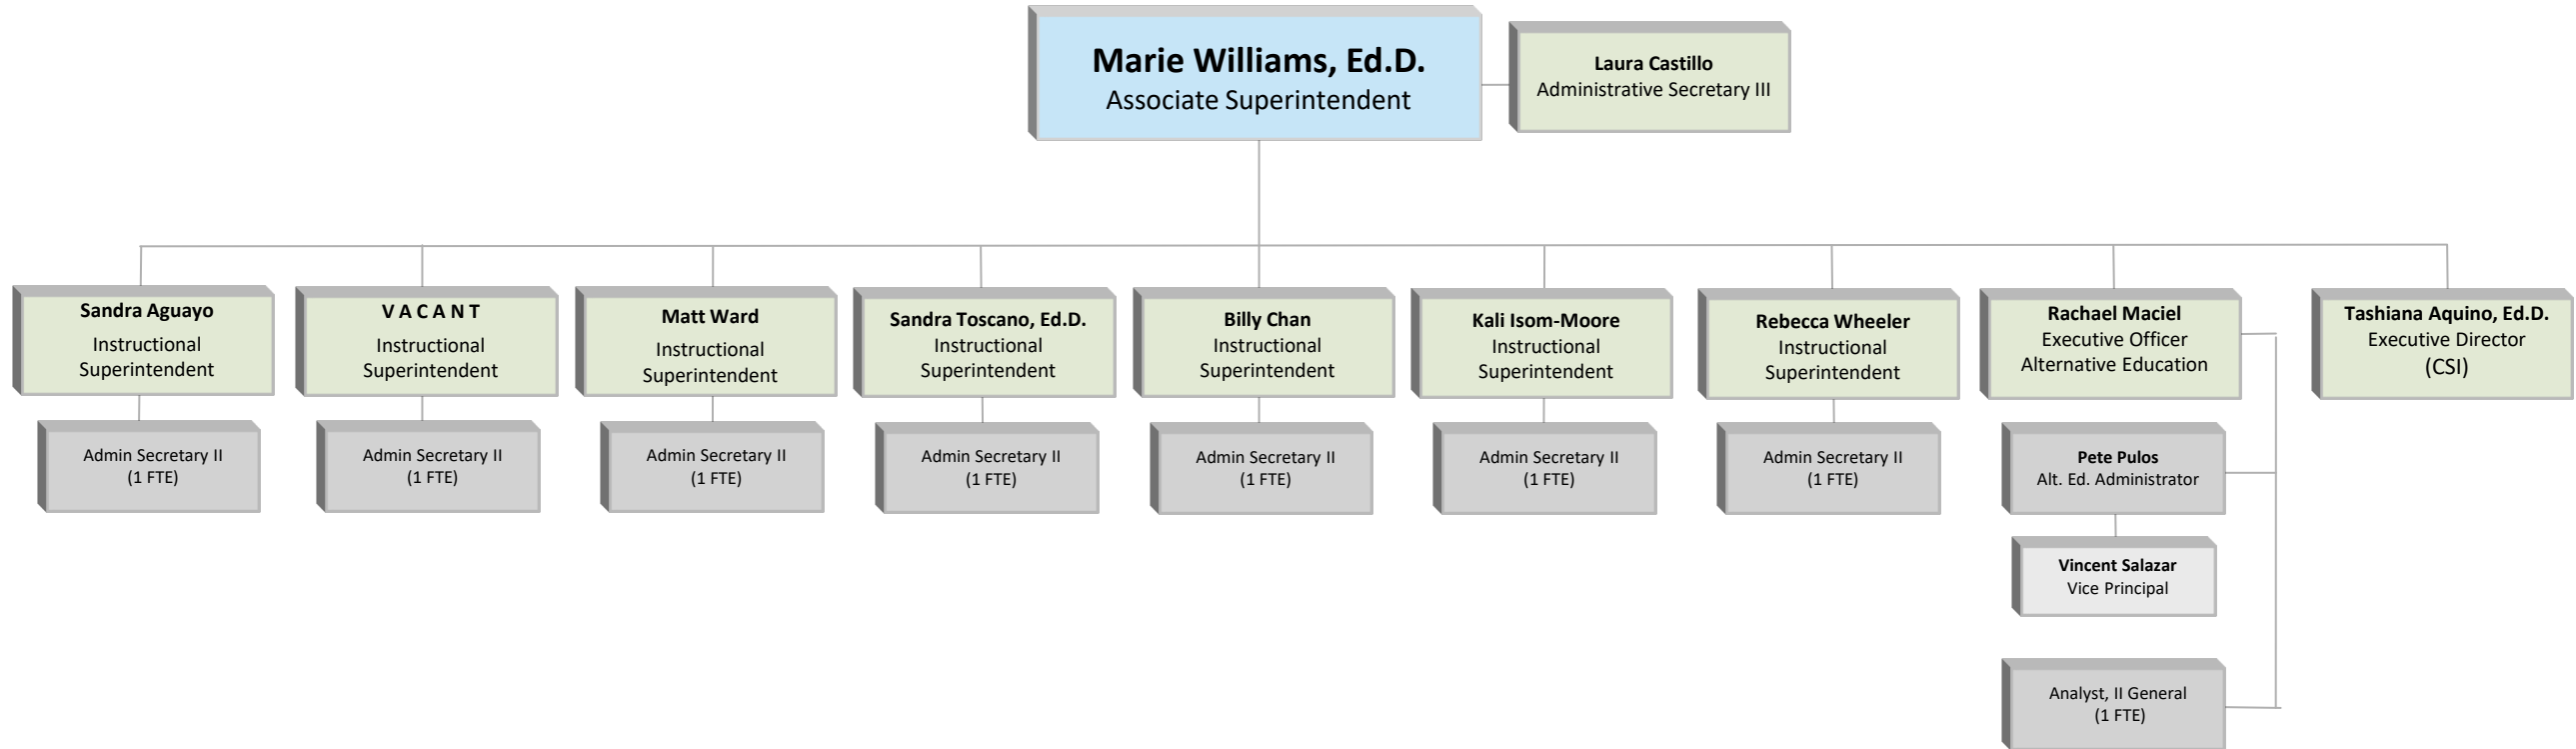 Marie Williams, Ed.D.
Associate Superintendent
Laura Castillo
Administrative Secretary III
Sandra Aguayo
Instructional
Superintendent
V A C A N T
Instructional
Superintendent
Matt Ward
Instructional
Superintendent
Sandra Toscano, Ed.D.
Instructional
Superintendent
Billy Chan
Instructional
Superintendent
Kali Isom-Moore
Instructional
Superintendent
Rebecca Wheeler
Instructional
Superintendent
Rachael Maciel
Executive Officer
Alternative Education
Tashiana Aquino, Ed.D.
Executive Director
(CSI)
Admin Secretary II
(1 FTE)
Admin Secretary II
(1 FTE)
Admin Secretary II
(1 FTE)
Admin Secretary II
(1 FTE)
Admin Secretary II
(1 FTE)
Admin Secretary II
(1 FTE)
Admin Secretary II
(1 FTE)
Pete Pulos
Alt. Ed. Administrator
Vincent Salazar
Vice Principal
Analyst, II General
(1 FTE)